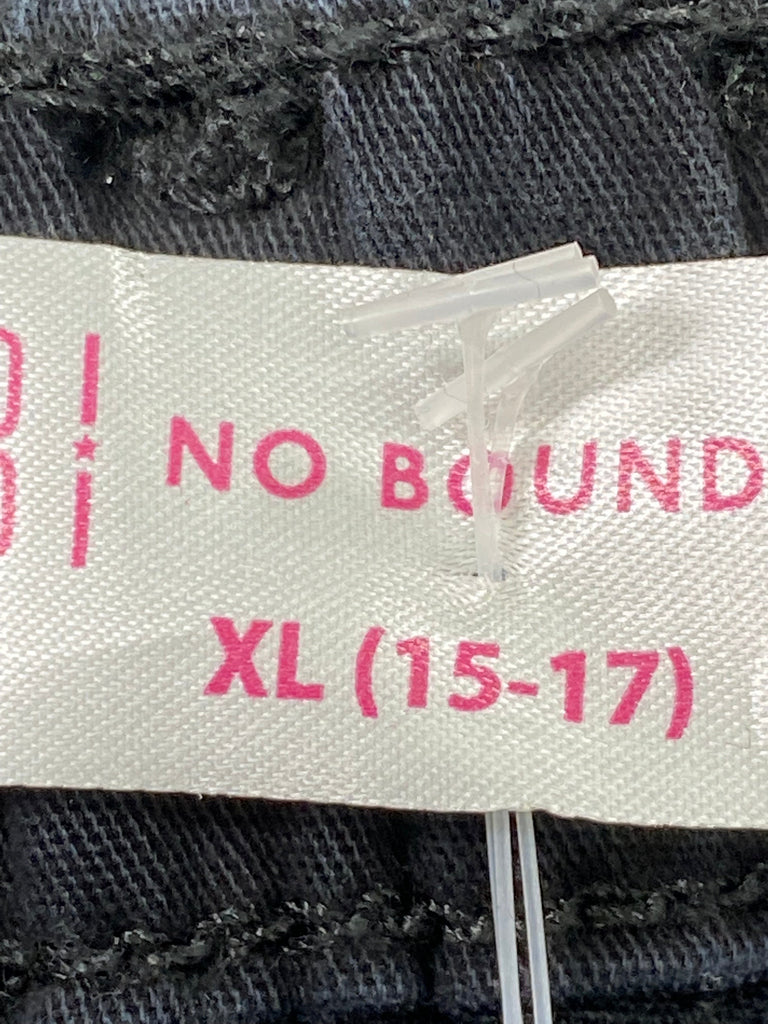 NO BOUND
XL (15-17)